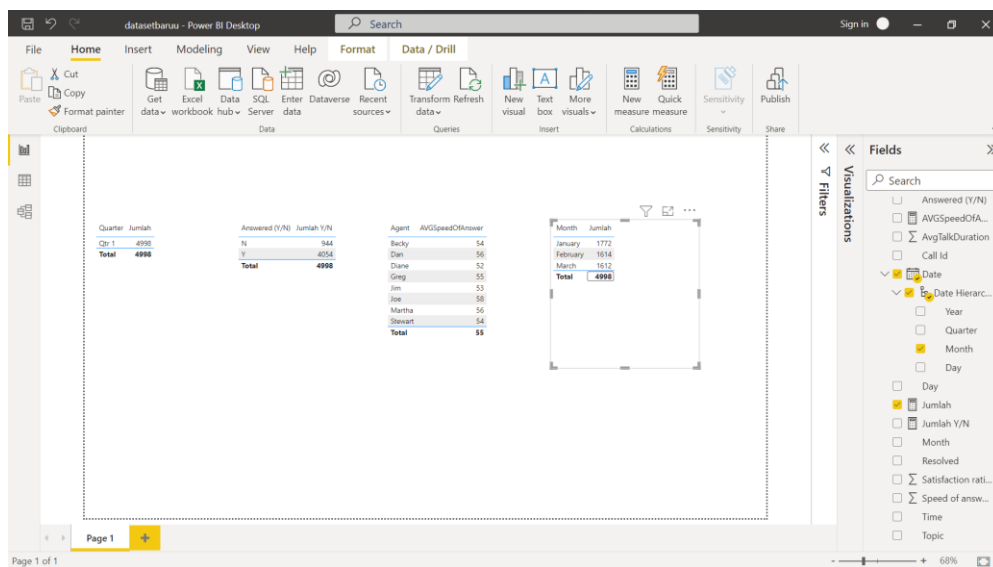 datasetbaruu - Power BI Desktop
Search
Sign in
File Home Insert Modeling View Help Format Data / Drill
Paste
Cut
Copy
Format painter
Get data
Excel workbook
Data hub
SQL Server
Enter data
Dataverse
Recent sources
Transform data
Refresh
New visual
Text box
A
More visuals
New measure
Quick measure
Sensitivity
Publish
Clipboard Data Queries Insert Calculations Sensitivity Share
Quarter Jumlah
Qtr 1 4998
Total 4998
Answered (Y/N) Jumlah Y/N
N 944
Y 4054
Total 4998
Agent AVGSpeedOfAnswer
Becky 54
Dan 56
Diane 52
Greg 55
Jim 53
Joe 58
Martha 56
Stewart 54
Total 55
Month Jumlah
January 1772
February 1614
March 1612
Total 4998
Filters
Visualizations
Fields
Search
Answered (Y/N)
AVGSpeedOfA...
AvgTalkDuration
Call Id
Date
Date Hierarc...
Year
Quarter
Month
Day
Day
Jumlah
Jumlah Y/N
Month
Resolved
Satisfaction rati...
Speed of answ...
Time
Topic
Page 1
Page 1 of 1
68%